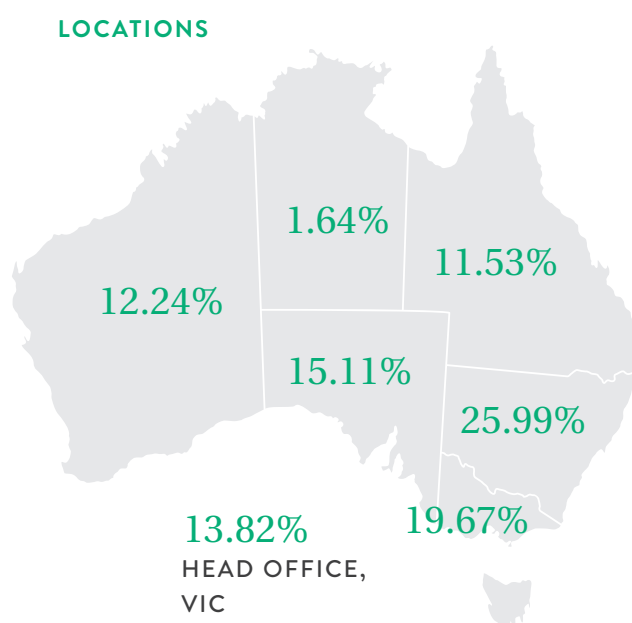 LOCATIONS
1.64%
11.53%
12.24%
15.11%
25.99%
19.67%
13.82%
HEAD OFFICE,
VIC